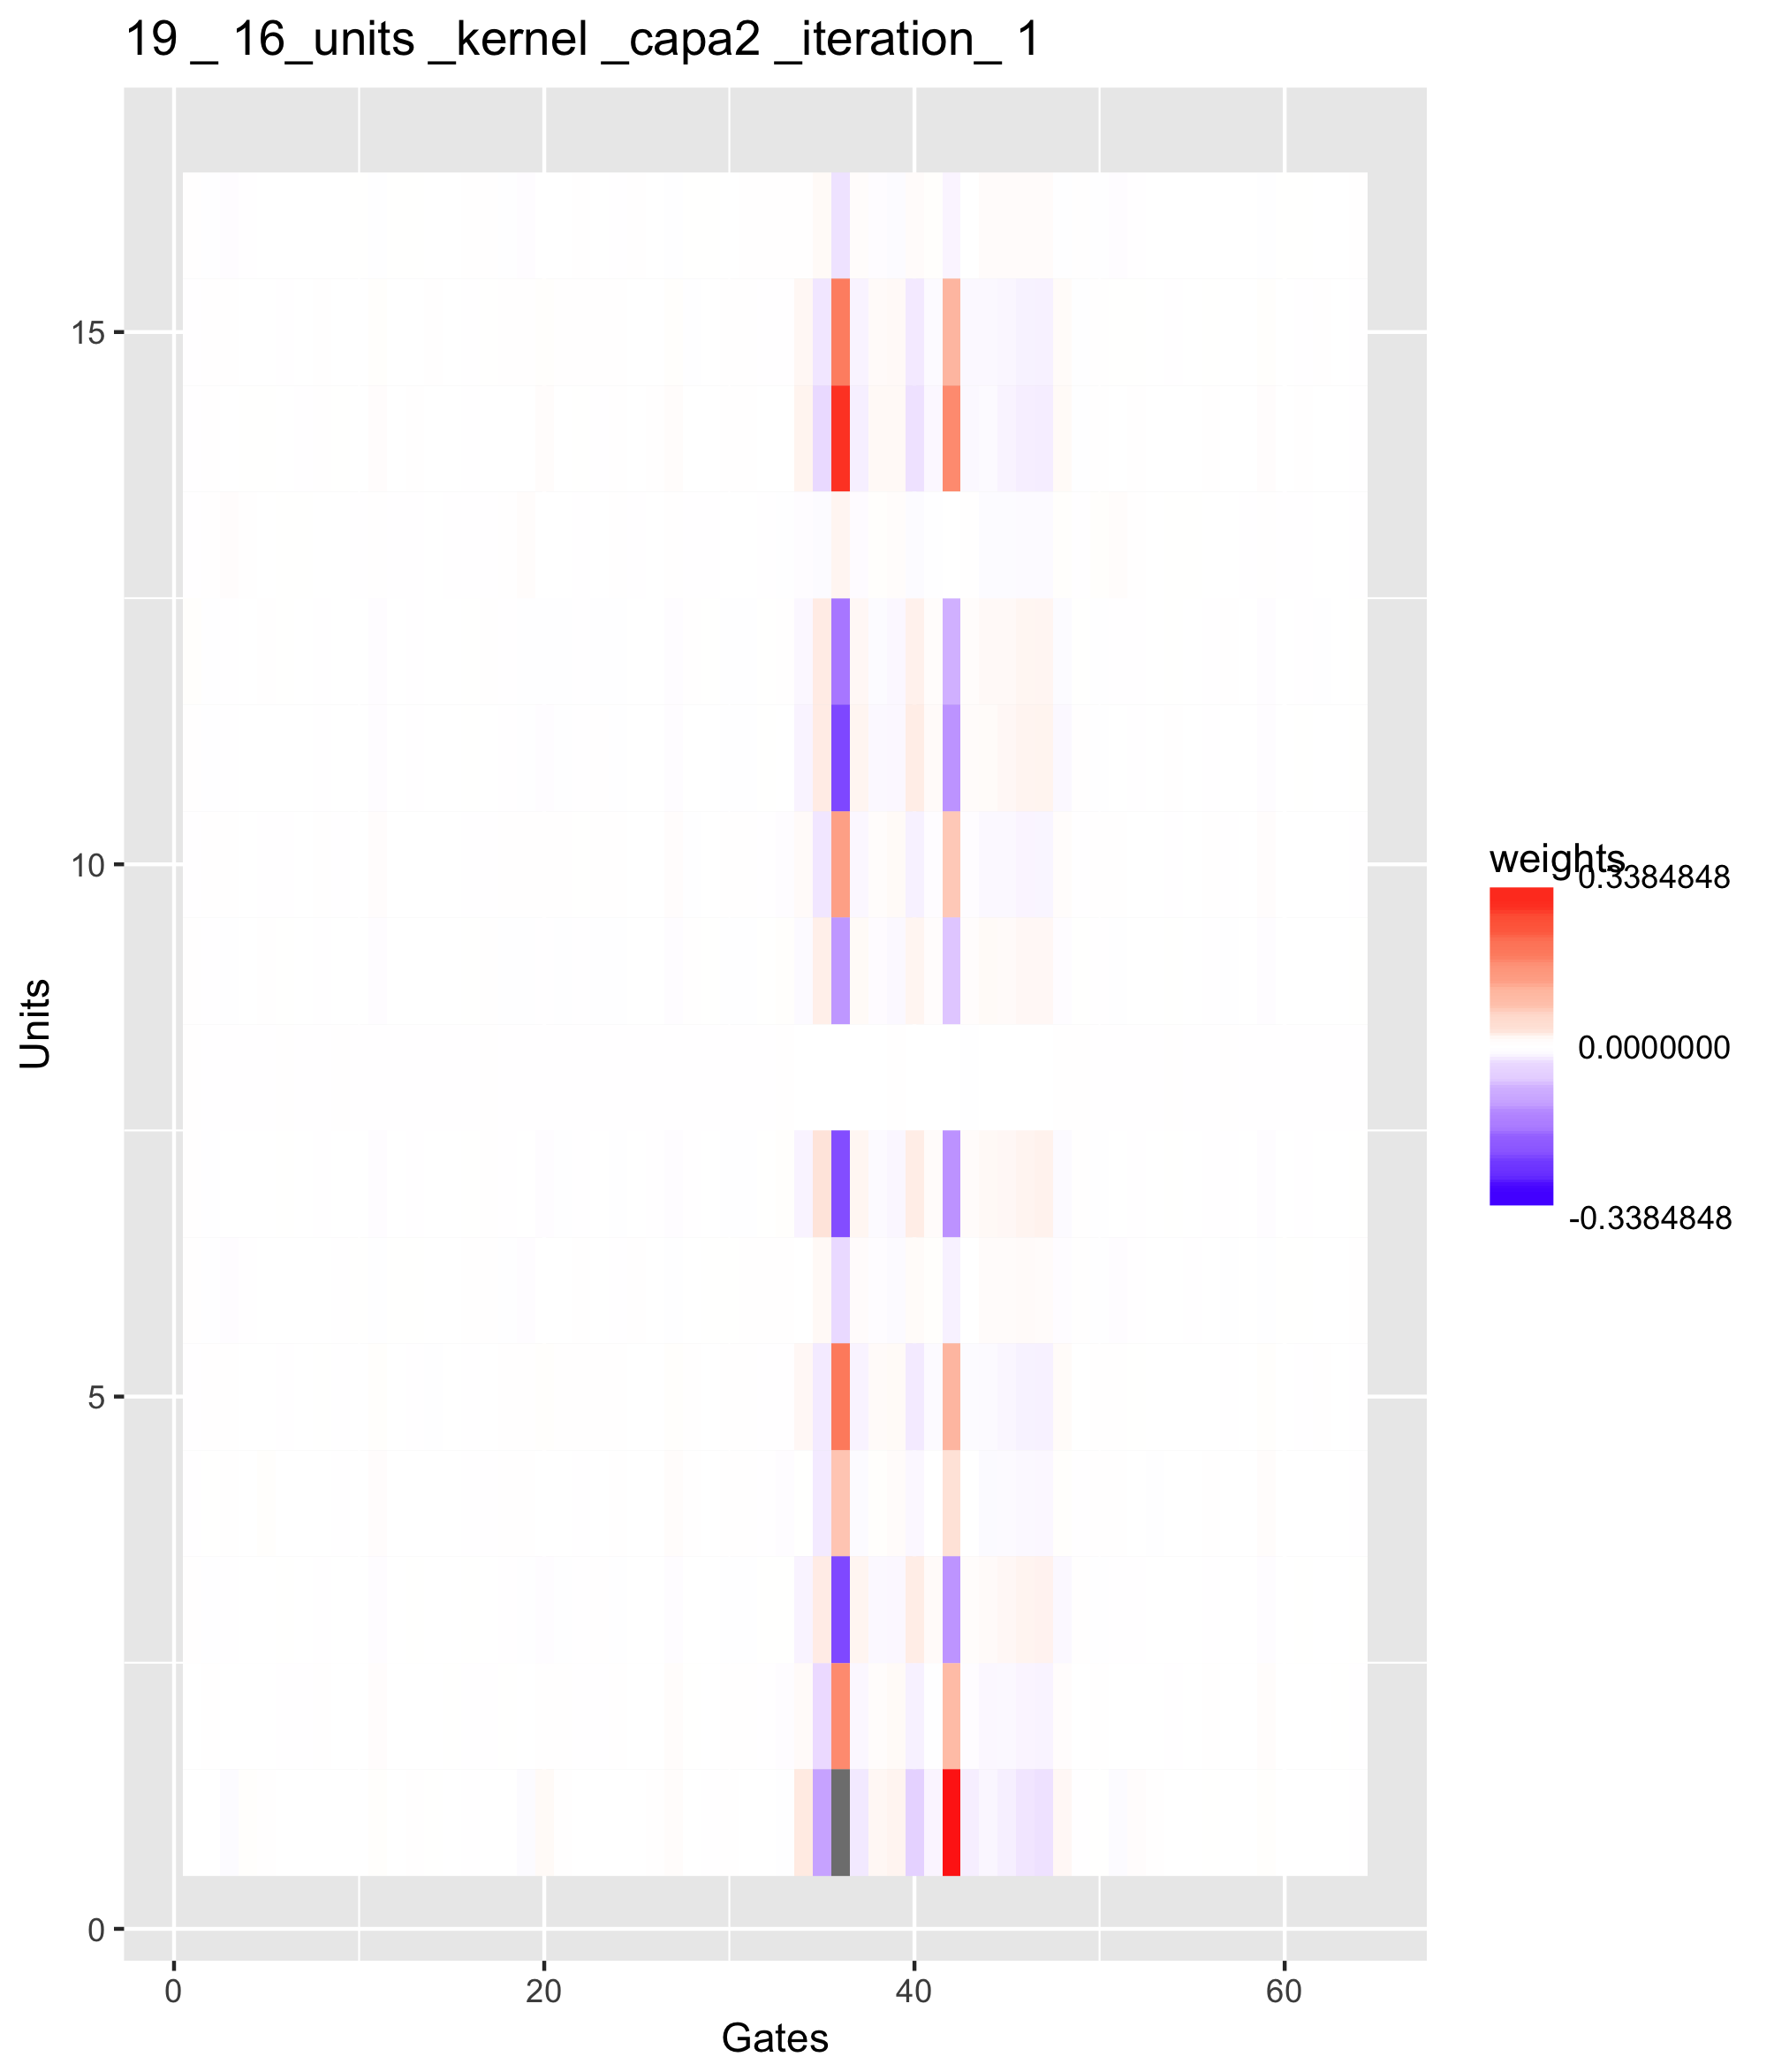 19 _ 16_units _kernel _capa2 _iteration_ 1
15
10
5
0
Units
0 20 40 60
Gates
weights
0.3384848
0.0000000
-0.3384848